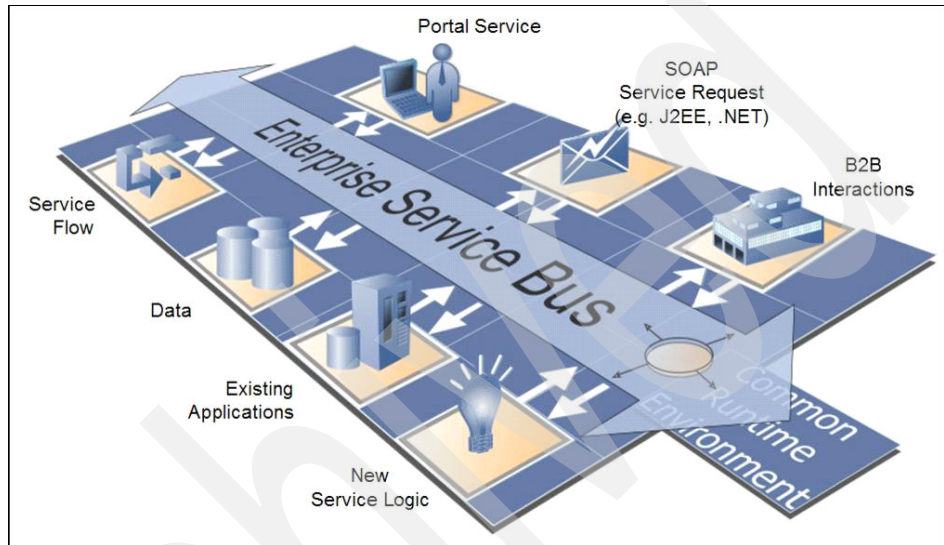 Portal Service
SOAP
Service Request
(e.g. J2EE, .NET)
B2B
Interactions
Enterprise Service Bus
Service
Flow
Data
Existing
Applications
New
Service Logic
Common
Runtime
Environment